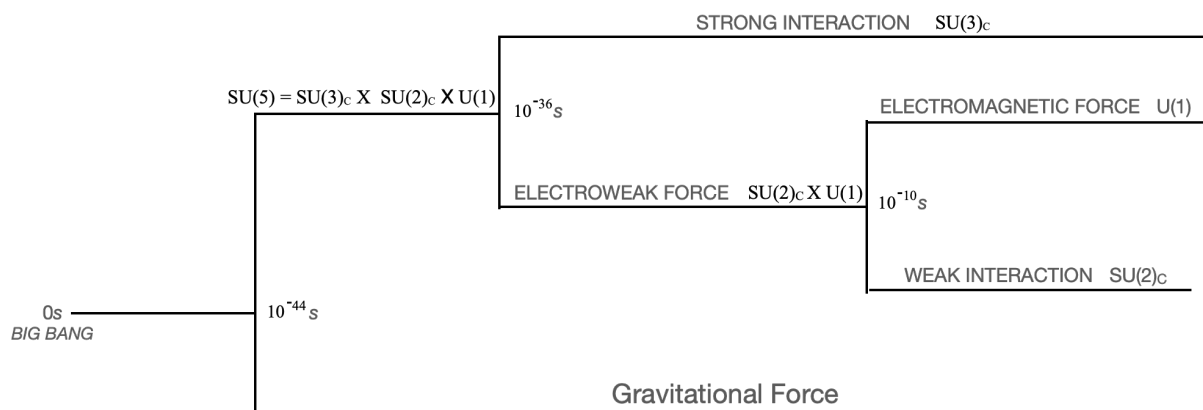 STRONG INTERACTION SU(3)C
SU(5) = SU(3)C X SU(2)C X U(1)
10⁻³⁶s
ELECTROMAGNETIC FORCE U(1)
ELECTROWEAK FORCE SU(2)C X U(1)
10⁻¹⁰s
WEAK INTERACTION SU(2)C
0s
BIG BANG
10⁻⁴⁴s
Gravitational Force